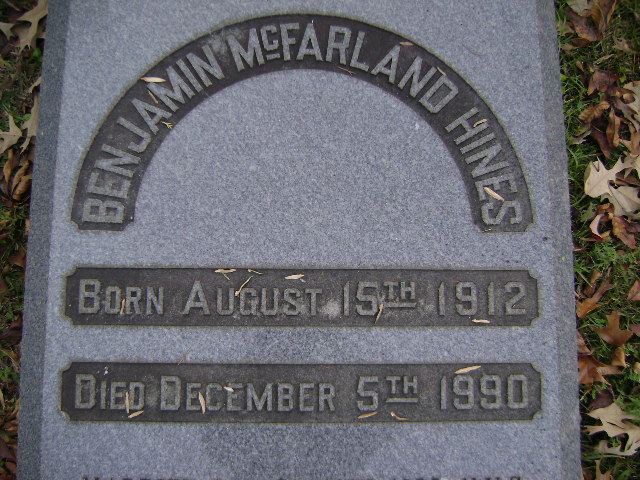 BENJAMIN McFARLAND HINES
BORN AUGUST 15TH 1912
DIED DECEMBER 5TH 1990